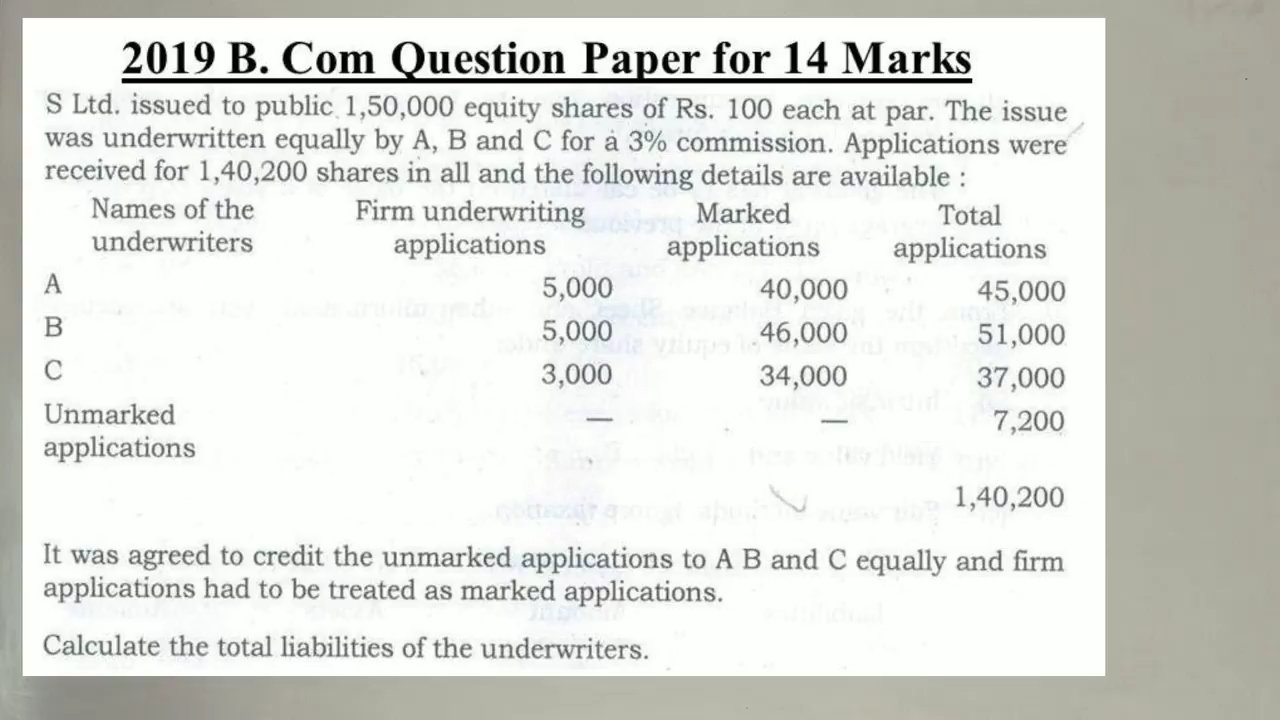 2019 B. Com Question Paper for 14 Marks
S Ltd. issued to public 1,50,000 equity shares of Rs. 100 each at par. The issue
was underwritten equally by A, B and C for a 3% commission. Applications were
received for 1,40,200 shares in all and the following details are available :
Names of the Firm underwriting Marked Total
underwriters applications applications applications
A 5,000 40,000 45,000
B 5,000 46,000 51,000
C 3,000 34,000 37,000
Unmarked — — 7,200
applications
1,40,200
It was agreed to credit the unmarked applications to A B and C equally and firm
applications had to be treated as marked applications.
Calculate the total liabilities of the underwriters.